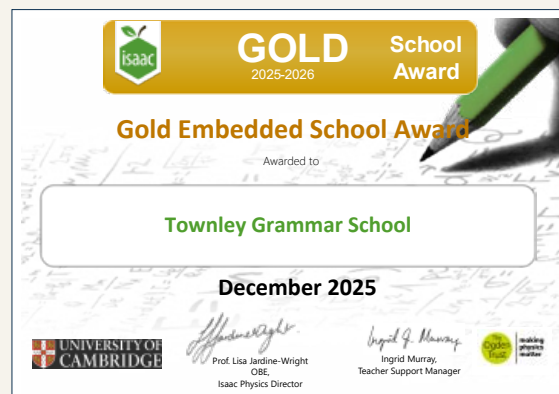 isaac
GOLD
2025-2026
School
Award
Gold Embedded School Award
Awarded to
Townley Grammar School
December 2025
UNIVERSITY OF
CAMBRIDGE
Prof. Lisa Jardine-Wright
OBE,
Isaac Physics Director
Ingrid Murray,
Teacher Support Manager
The
Ogden
Trust
making
physics
matter